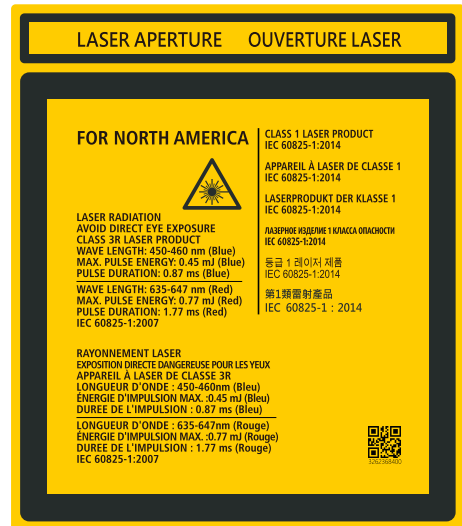 LASER APERTURE OUVERTURE LASER
FOR NORTH AMERICA
LASER RADIATION
AVOID DIRECT EYE EXPOSURE
CLASS 3R LASER PRODUCT
WAVE LENGTH: 450-460 nm (Blue)
MAX. PULSE ENERGY: 0.45 mJ (Blue)
PULSE DURATION: 0.87 ms (Blue)
WAVE LENGTH: 635-647 nm (Red)
MAX. PULSE ENERGY: 0.77 mJ (Red)
PULSE DURATION: 1.77 ms (Red)
IEC 60825-1:2007
RAYONNEMENT LASER
EXPOSITION DIRECTE DANGEREUSE POUR LES YEUX
APPAREIL À LASER DE CLASSE 3R
LONGUEUR D'ONDE : 450-460nm (Bleu)
ÉNERGIE D'IMPULSION MAX. :0.45 mJ (Bleu)
DUREE DE L'IMPULSION : 0.87 ms (Bleu)
LONGUEUR D'ONDE : 635-647nm (Rouge)
ÉNERGIE D'IMPULSION MAX. :0.77 mJ (Rouge)
DUREE DE L'IMPULSION : 1.77 ms (Rouge)
IEC 60825-1:2007
CLASS 1 LASER PRODUCT
IEC 60825-1:2014
APPAREIL À LASER DE CLASSE 1
IEC 60825-1:2014
LASERPRODUKT DER KLASSE 1
IEC 60825-1:2014
ЛАЗЕРНОЕ ИЗДЕЛИЕ 1 КЛАССА ОПАСНОСТИ
IEC 60825-1:2014
등급 1 레이저 제품
IEC 60825-1:2014
第1類雷射產品
IEC 60825-1：2014
3262368400